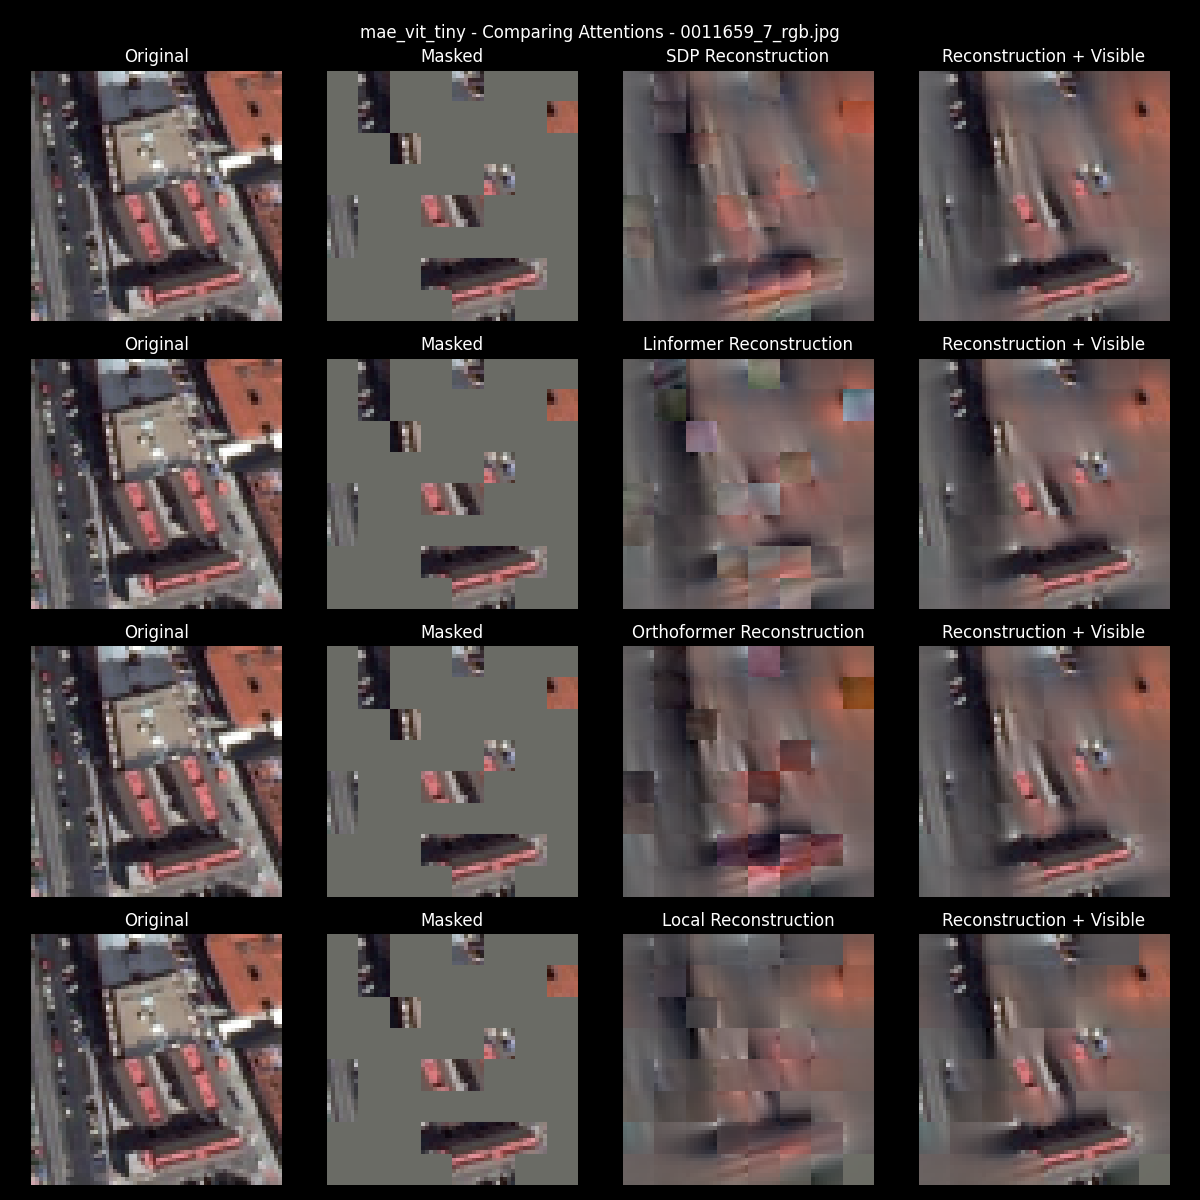 mae_vit_tiny - Comparing Attentions - 0011659_7_rgb.jpg
Original Masked SDP Reconstruction Reconstruction + Visible
Original Masked Linformer Reconstruction Reconstruction + Visible
Original Masked Orthoformer Reconstruction Reconstruction + Visible
Original Masked Local Reconstruction Reconstruction + Visible